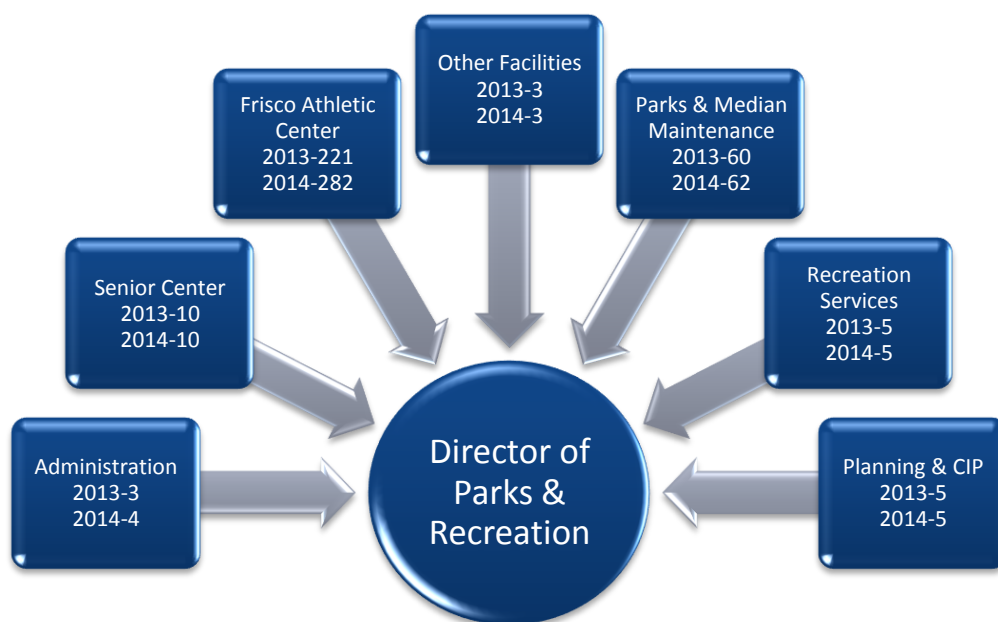 Other Facilities
2013-3
2014-3
Frisco Athletic
Center
2013-221
2014-282
Parks & Median
Maintenance
2013-60
2014-62
Senior Center
2013-10
2014-10
Recreation
Services
2013-5
2014-5
Administration
2013-3
2014-4
Director of
Parks &
Recreation
Planning & CIP
2013-5
2014-5